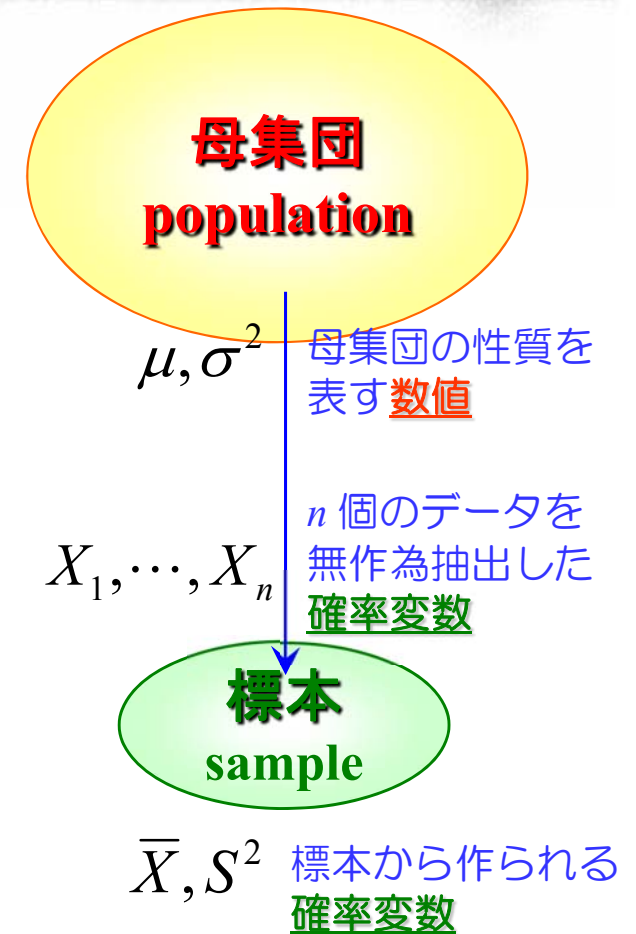 母集団
population
μ, σ²
母集団の性質を
表す数値
n 個のデータを
無作為抽出した
確率変数
X₁, ⋯, Xₙ
標本
sample
X̅, S²
標本から作られる
確率変数